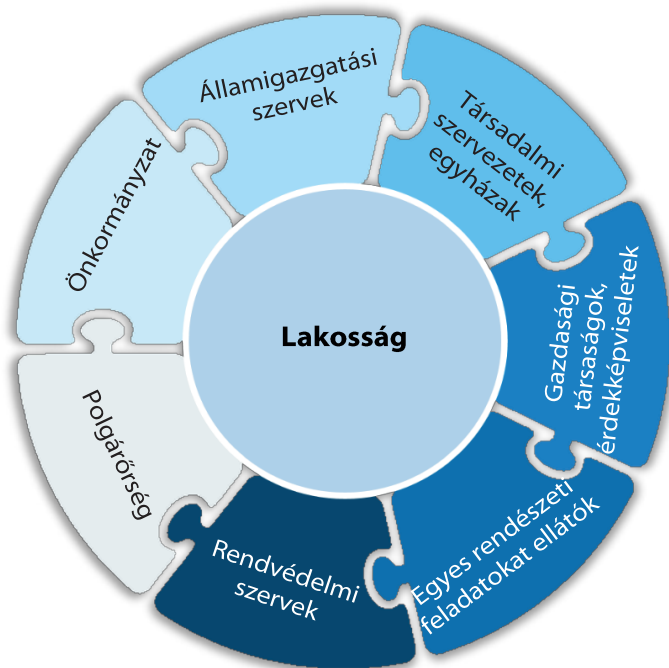 Államigazgatási
szervek
Társadalmi
szervezetek,
egyházak
Gazdasági
társaságok,
érdekképviseletek
Egyes rendészeti
feladatokat ellátók
Rendvédelmi
szervek
Polgárőrség
Önkormányzat
Lakosság